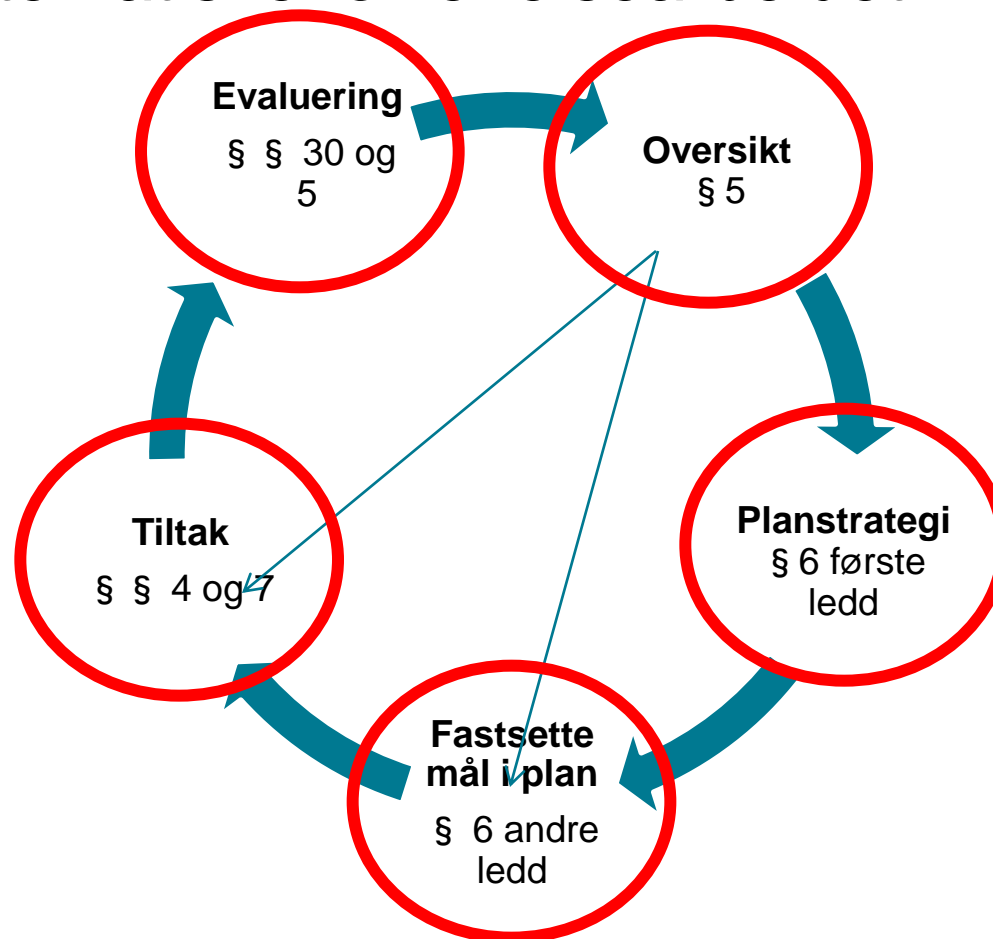 Evaluering
§ § 30 og
5
Oversikt
§ 5
Planstrategi
§ 6 første
ledd
Fastsette
mål i plan
§ 6 andre
ledd
Tiltak
§ § 4 og 7